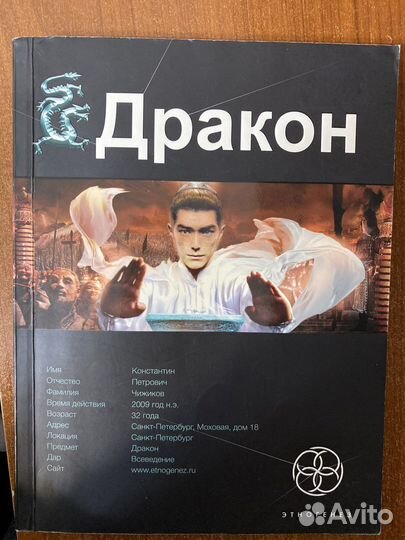 Дракон
Имя Константин
Отчество Петрович
Фамилия Чижиков
Время действия 2009 год н.э.
Возраст 32 года
Адрес Санкт-Петербург, Моховая, дом 18
Локация Санкт-Петербург
Предмет Дракон
Дар Всеведение
Сайт www.etnogenez.ru
ЭТНОГЕНЕЗ
Avito